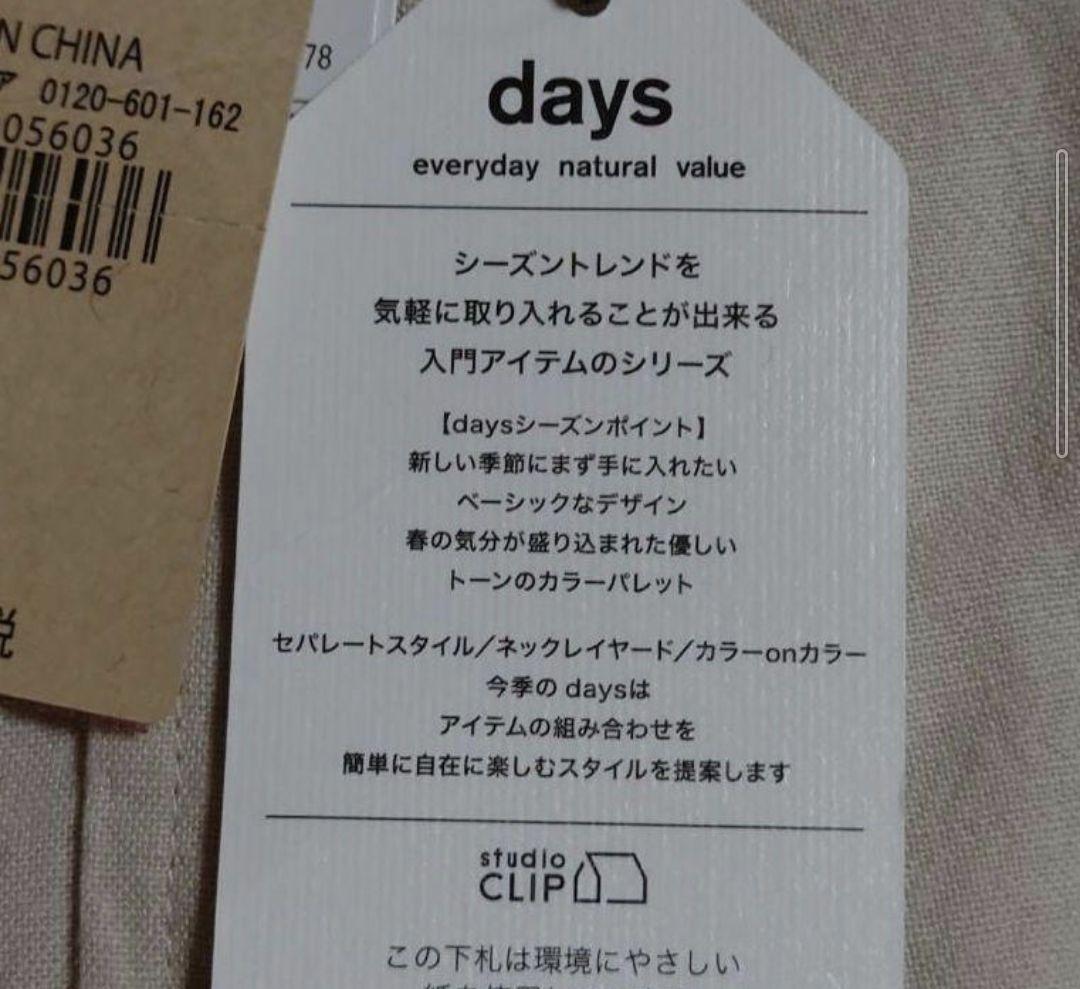 N CHINA
ア 0120-601-162
056036
56036
税
78
days
everyday natural value
シーズントレンドを
気軽に取り入れることが出来る
入門アイテムのシリーズ
【daysシーズンポイント】
新しい季節にまず手に入れたい
ベーシックなデザイン
春の気分が盛り込まれた優しい
トーンのカラーパレット
セパレートスタイル／ネックレイヤード／カラーonカラー
今季の daysは
アイテムの組み合わせを
簡単に自在に楽しむスタイルを提案します
studio
CLIP
この下札は環境にやさしい